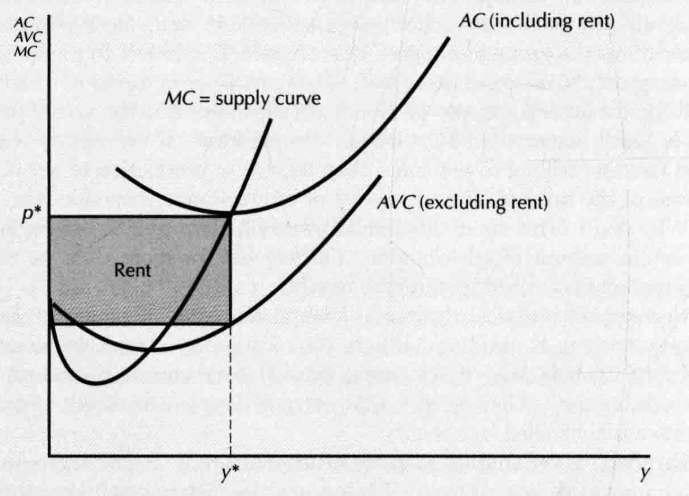 AC
AVC
MC
AC (including rent)
MC = supply curve
AVC (excluding rent)
p*
Rent
y*
y